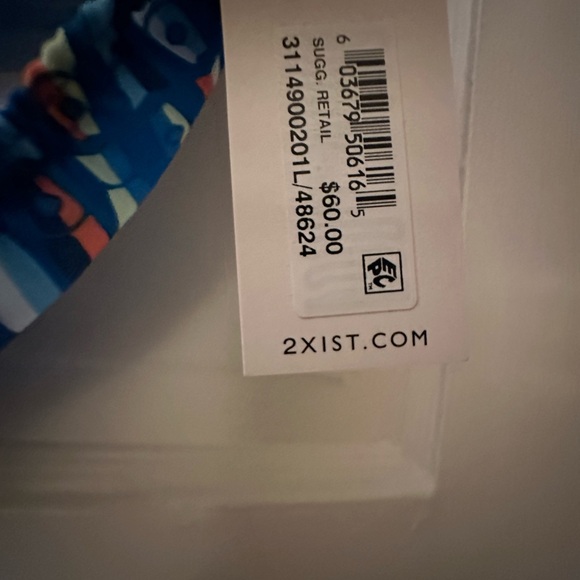 6 03679 50616 5
SUGG. RETAIL $60.00
3114900201L/48624
2XIST.COM